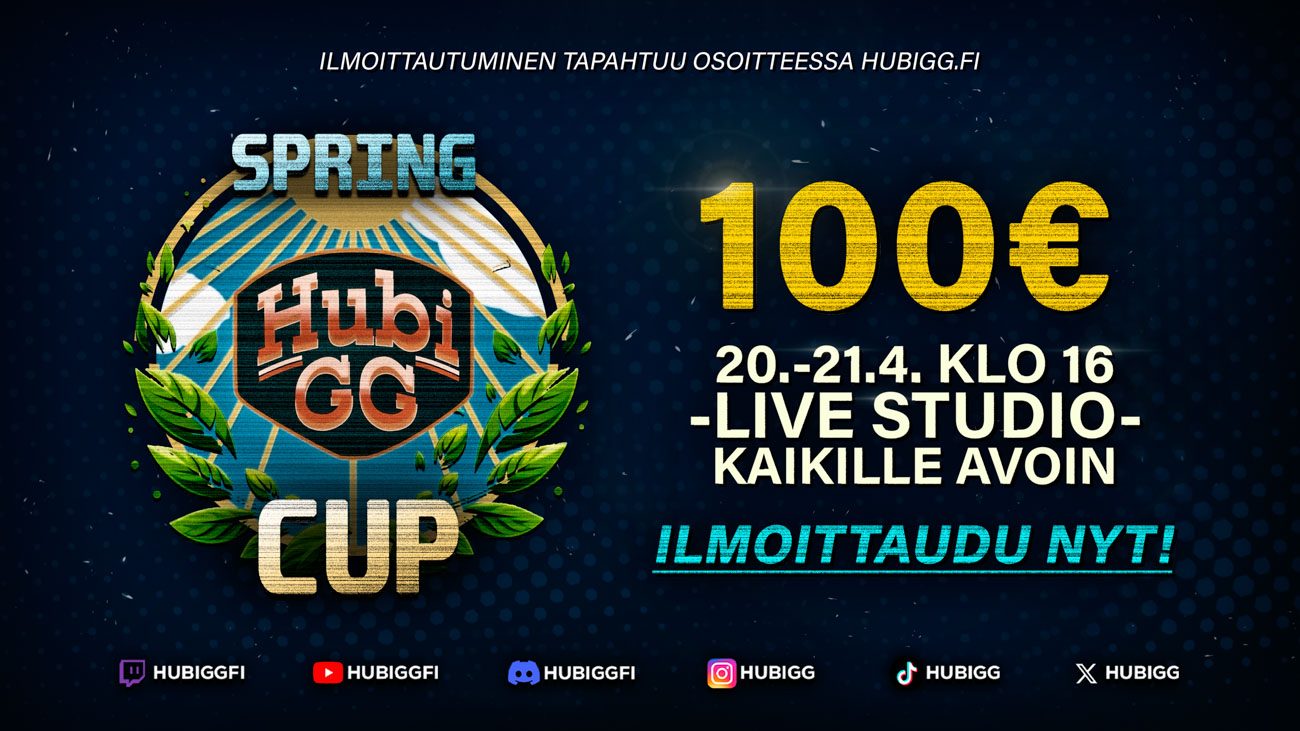 ILMOITTAUTUMINEN TAPAHTUU OSOITTEESSA HUBIGG.FI
SPRING
Hubi
GG
CUP
100€
20.-21.4. KLO 16
-LIVE STUDIO-
KAIKILLE AVOIN
ILMOITTAUDU NYT!
HUBIGGFI
HUBIGGFI
HUBIGGFI
HUBIGG
HUBIGG
HUBIGG